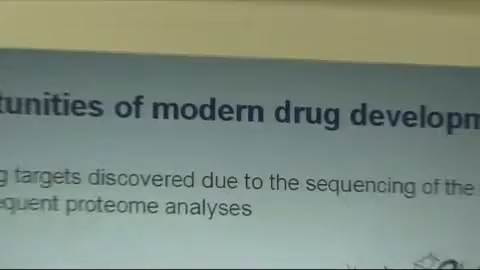 tunities of modern drug developm
g targets discovered due to the sequencing of the
equent proteome analyses